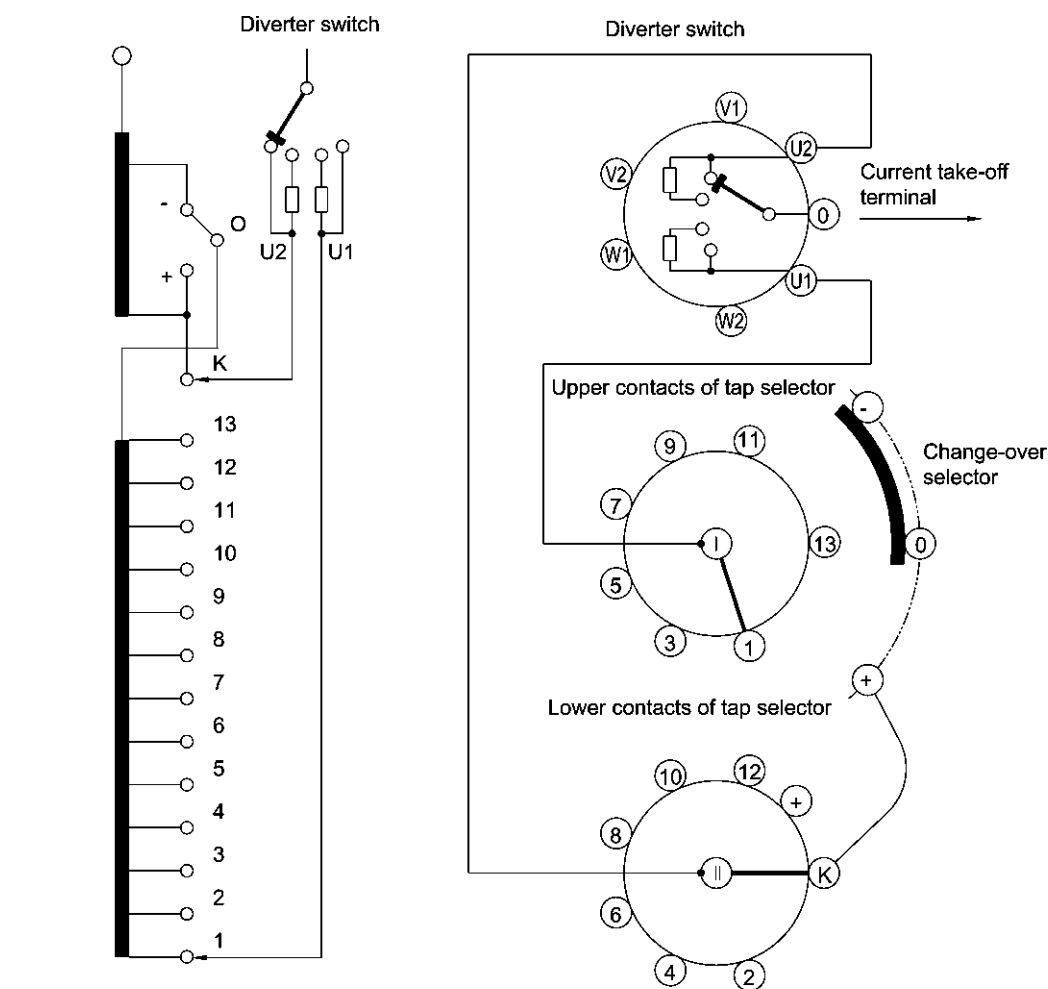 Diverter switch
-
O
+
U2
U1
K
13
12
11
10
9
8
7
6
5
4
3
2
1
Diverter switch
V1
U2
V2
Current take-off
terminal
0
W1
U1
W2
Upper contacts of tap selector
-
9
11
Change-over
selector
7
I
13
0
5
3
1
+
Lower contacts of tap selector
10
12
+
8
II
K
6
4
2